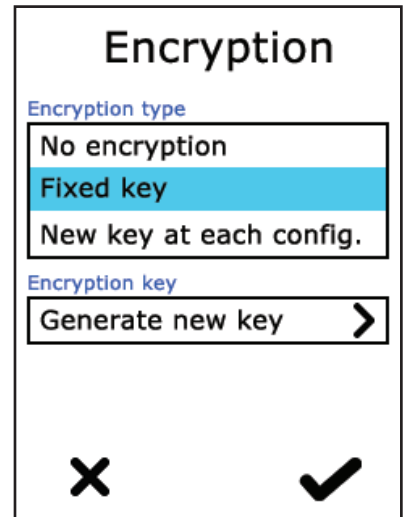 Encryption
Encryption type
No encryption
Fixed key
New key at each config.
Encryption key
Generate new key